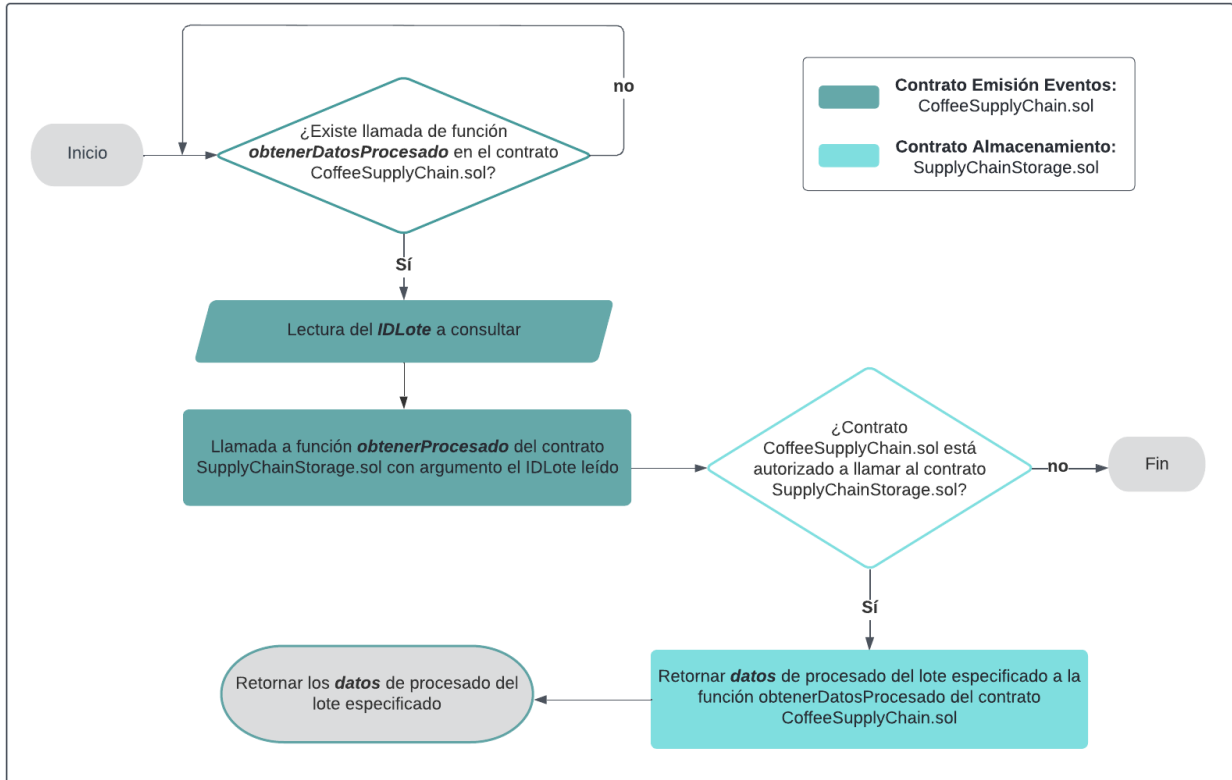 no
Inicio
¿Existe llamada de función
obtenerDatosProcesado en el contrato
CoffeeSupplyChain.sol?
Contrato Emisión Eventos:
CoffeeSupplyChain.sol
Contrato Almacenamiento:
SupplyChainStorage.sol
Sí
Lectura del IDLote a consultar
Llamada a función obtenerProcesado del contrato
SupplyChainStorage.sol con argumento el IDLote leído
¿Contrato
CoffeeSupplyChain.sol está
autorizado a llamar al contrato
SupplyChainStorage.sol?
no
Fin
Sí
Retornar datos de procesado del lote especificado a la
función obtenerDatosProcesado del contrato
CoffeeSupplyChain.sol
Retornar los datos de procesado del
lote especificado